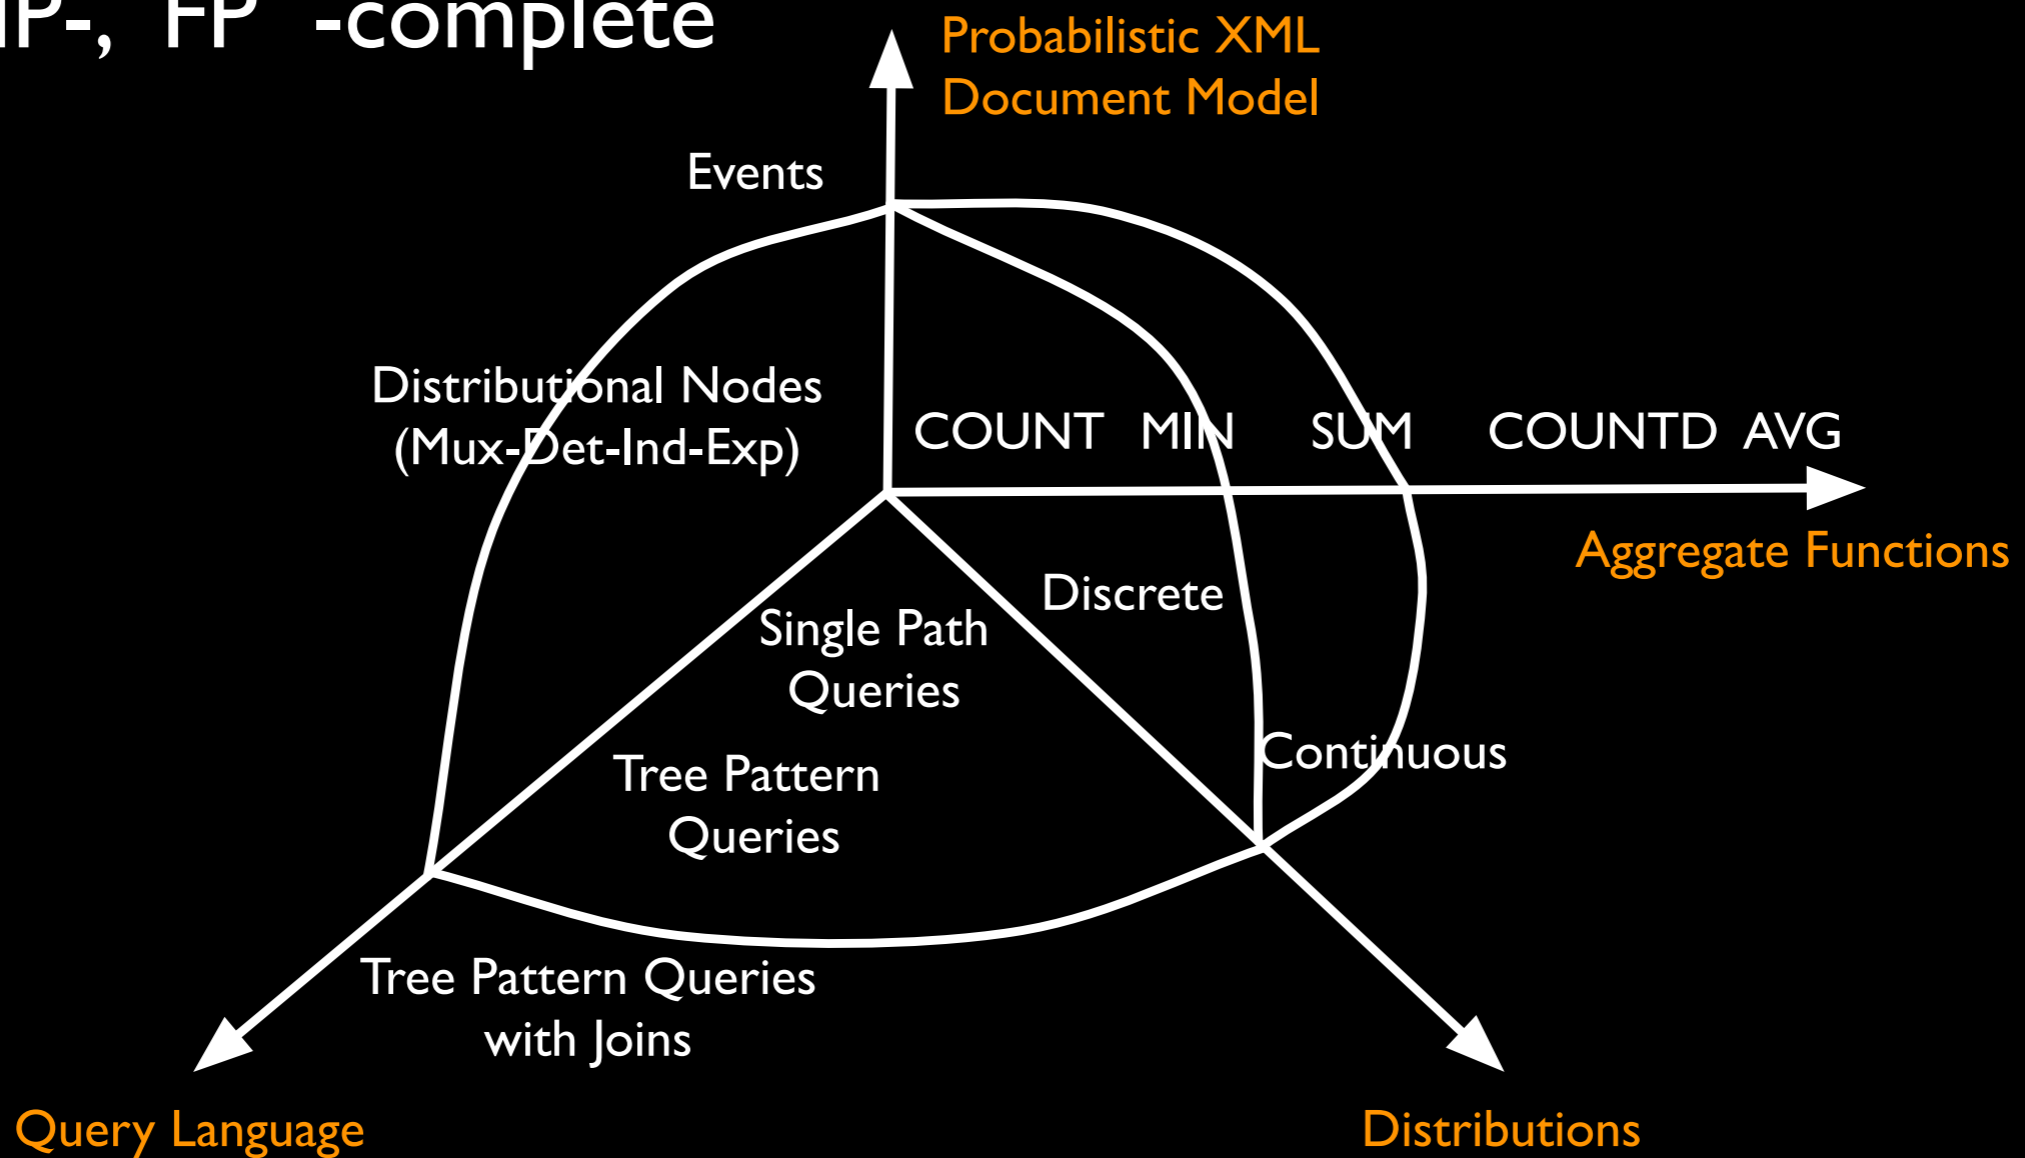 FP -complete
Probabilistic XML
Document Model
Events
Distributional Nodes
(Mux-Det-Ind-Exp)
COUNT MIN SUM COUNTD AVG
Aggregate Functions
Discrete
Single Path
Queries
Continuous
Tree Pattern
Queries
Tree Pattern Queries
with Joins
Query Language
Distributions